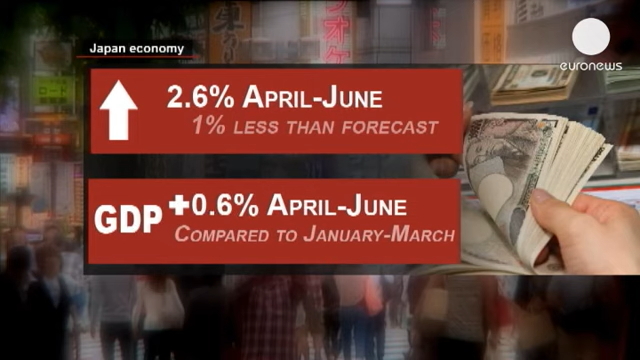 euronews
Japan economy
2.6% APRIL-JUNE
1% LESS THAN FORECAST
GDP +0.6% APRIL-JUNE
COMPARED TO JANUARY-MARCH